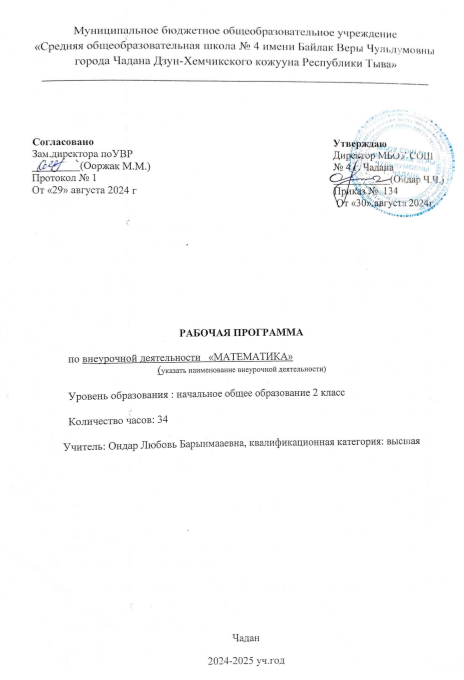 Муниципальное бюджетное общеобразовательное учреждение
«Средняя общеобразовательная школа № 4 имени Байлак Веры Чульдумовны
города Чадана Дзун-Хемчикского кожууна Республики Тыва»
Согласовано
Зам.директора поУВР
(Ооржак М.М.)
Протокол № 1
От «29» августа 2024 г
Утверждаю
Директор МБОУ СОШ
№ 4 г. Чадана
(Ондар Ч.Ч.)
Приказ № 134
От «30» августа 2024г
РАБОЧАЯ ПРОГРАММА
по внеурочной деятельности «МАТЕМАТИКА»
(указать наименование внеурочной деятельности)
Уровень образования : начальное общее образование 2 класс
Количество часов: 34
Учитель: Ондар Любовь Барынмааевна, квалификационная категория: высшая
Чадан
2024-2025 уч.год